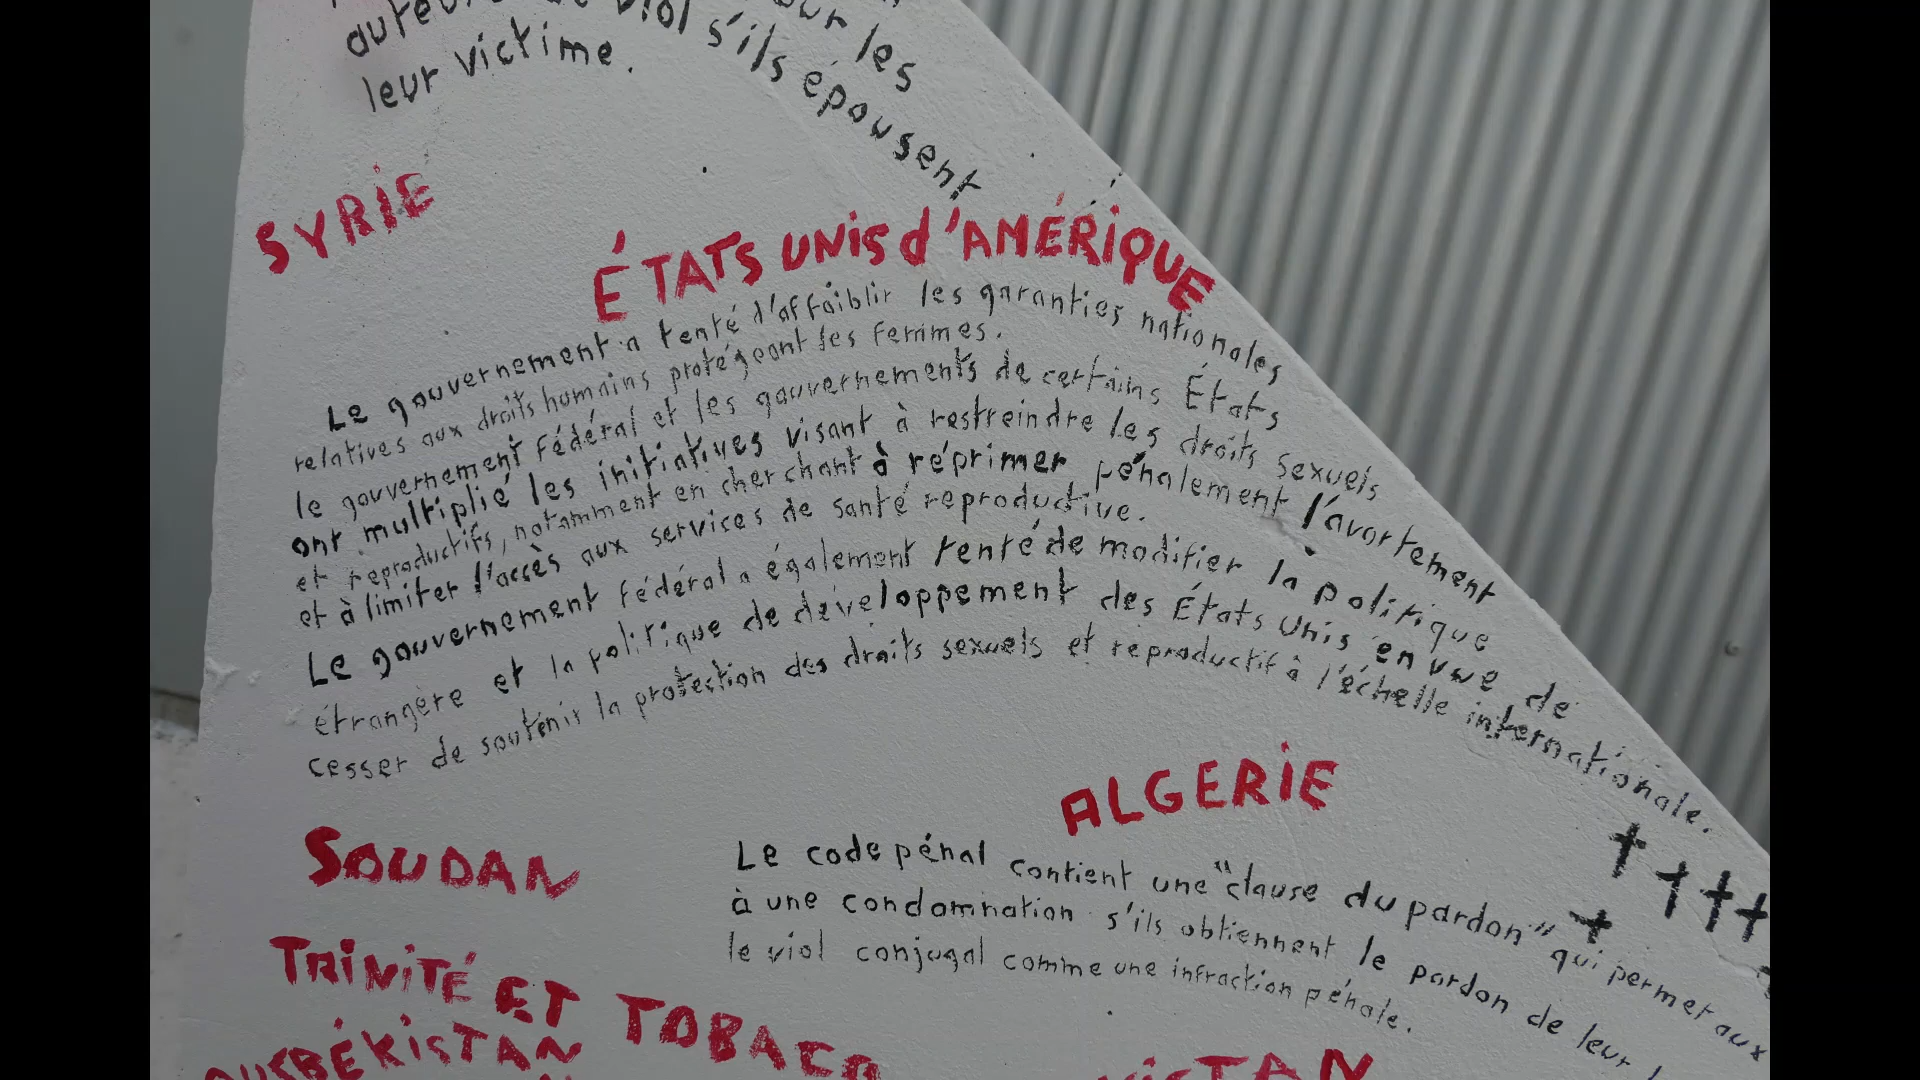 auteurs de viol s'ils épousent
our les
leur victime.
SYRIE
ÉTATS UNIS d'AMÉRIQUE
Le gouvernement a tenté d'affaiblir les garanties nationales
relatives aux droits humains protégeant les femmes.
le gouvernement fédéral et les gouvernements de certains États
ont multiplié les initiatives visant à restreindre les droits sexuels
et reproductifs, notamment en cherchant à réprimer pénalement l'avortement
et à limiter l'accès aux services de santé reproductive.
Le gouvernement fédéral a également tenté de modifier la politique
étrangère et la politique de développement des États Unis en vue de
cesser de soutenir la protection des droits sexuels et reproductif à l'échelle internationale.
ALGERIE
Le code pénal contient une "clause du pardon" qui permet aux
à une condamnation s'ils obtiennent le pardon de leur
le viol conjugal comme une infraction pénale.
SOUDAN
TRINITÉ ET TOBAGO
OUSBÉKISTAN